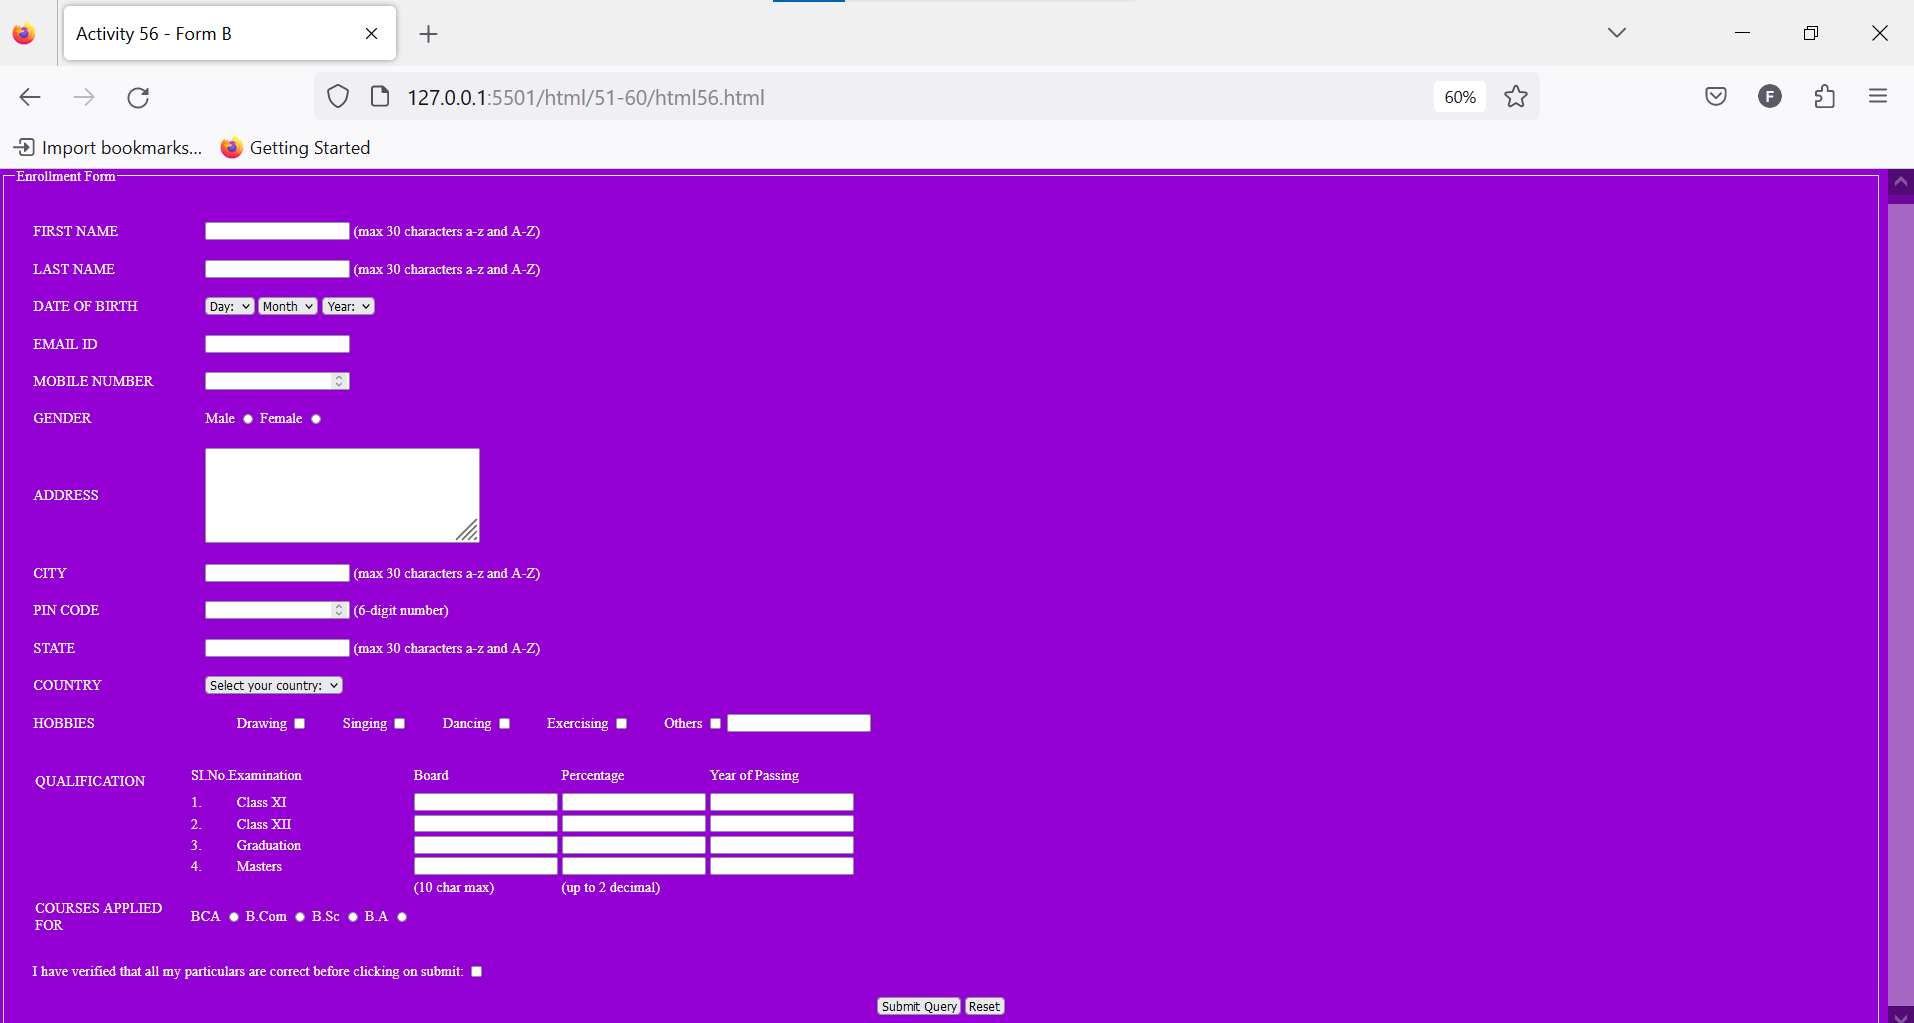 Activity 56 - Form B
127.0.0.1:5501/html/51-60/html56.html
60%
F
Import bookmarks... Getting Started
Enrollment Form
FIRST NAME (max 30 characters a-z and A-Z)
LAST NAME (max 30 characters a-z and A-Z)
DATE OF BIRTH Day: Month Year:
EMAIL ID
MOBILE NUMBER
GENDER Male Female
ADDRESS
CITY (max 30 characters a-z and A-Z)
PIN CODE (6-digit number)
STATE (max 30 characters a-z and A-Z)
COUNTRY Select your country:
HOBBIES Drawing Singing Dancing Exercising Others
QUALIFICATION Sl.No.Examination Board Percentage Year of Passing
1. Class XI
2. Class XII
3. Graduation
4. Masters
(10 char max) (up to 2 decimal)
COURSES APPLIED
FOR
BCA B.Com B.Sc B.A
I have verified that all my particulars are correct before clicking on submit:
Submit Query Reset